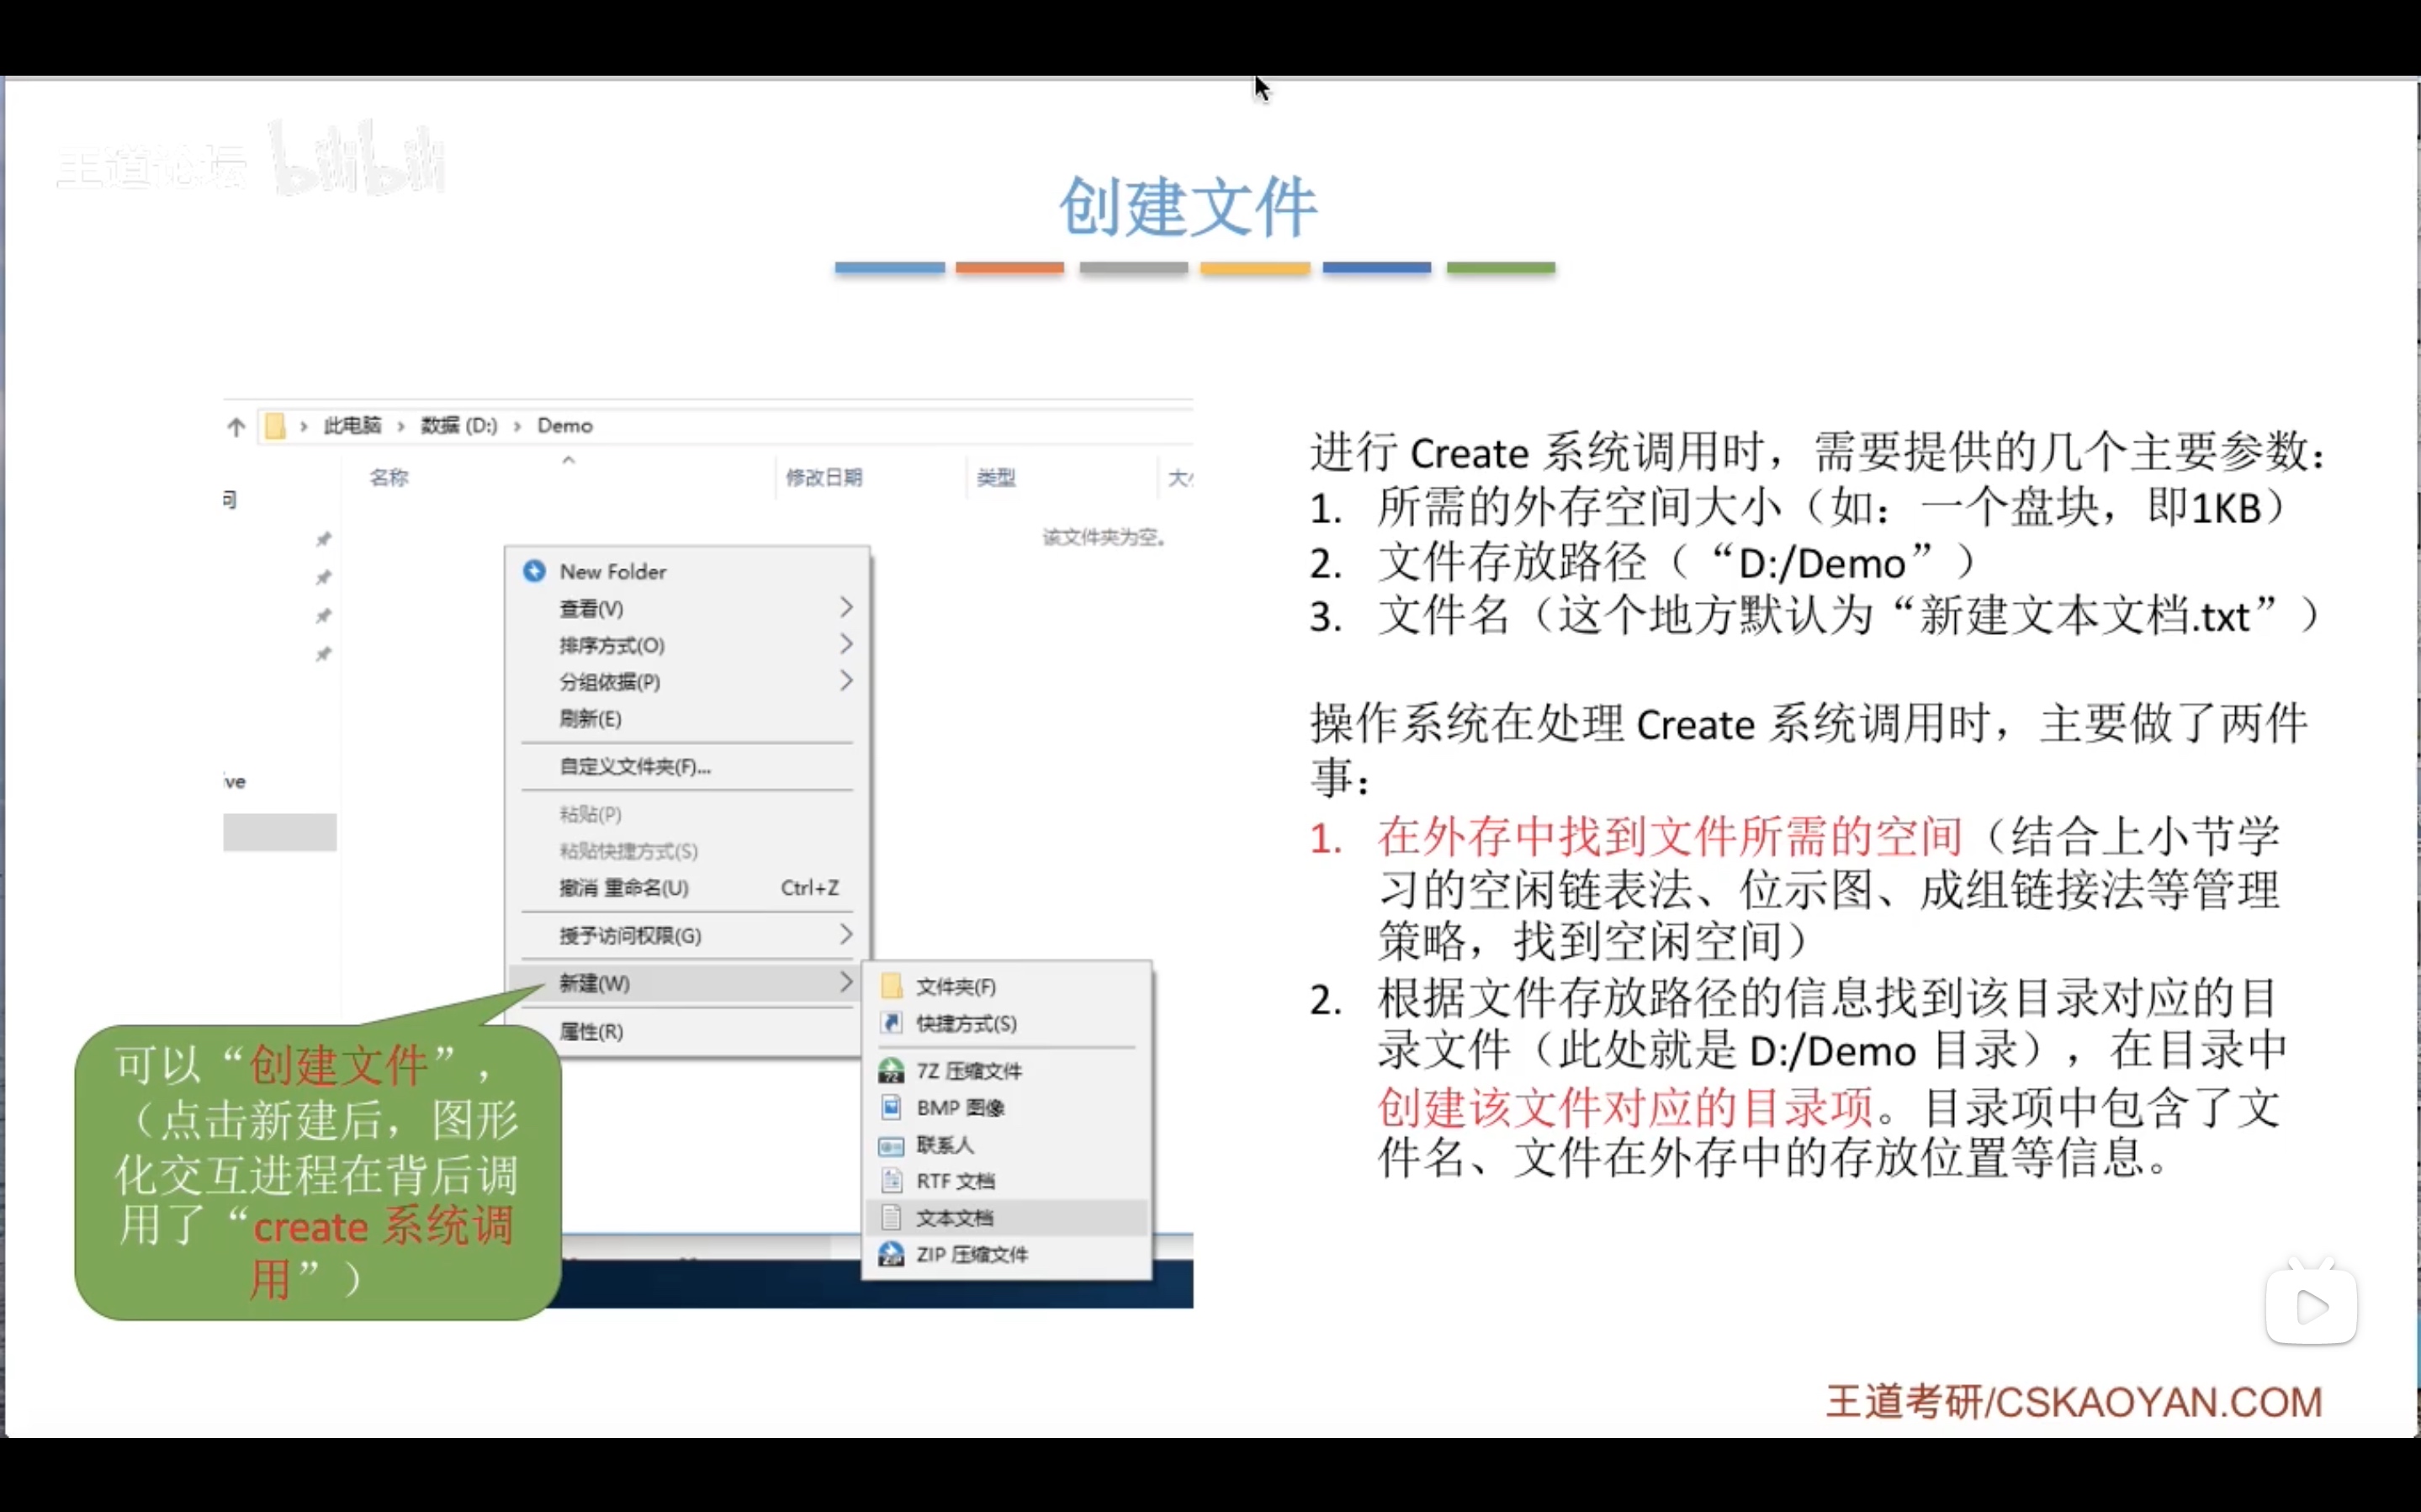 王道论坛 bilibili
创建文件
此电脑 › 数据 (D:) › Demo
名称 修改日期 类型
问
该文件夹为空。
New Folder
查看(V)
排序方式(O)
分组依据(P)
刷新(E)
自定义文件夹(F)...
ive
粘贴(P)
粘贴快捷方式(S)
撤消 重命名(U) Ctrl+Z
授予访问权限(G)
新建(W)
属性(R)
文件夹(F)
快捷方式(S)
7Z 压缩文件
BMP 图像
联系人
RTF 文档
文本文档
ZIP 压缩文件
可以“创建文件”，
（点击新建后，图形
化交互进程在背后调
用了“create 系统调
用”）
进行 Create 系统调用时，需要提供的几个主要参数：
1. 所需的外存空间大小（如：一个盘块，即1KB）
2. 文件存放路径（“D:/Demo”）
3. 文件名（这个地方默认为“新建文本文档.txt”）
操作系统在处理 Create 系统调用时，主要做了两件
事：
1. 在外存中找到文件所需的空间（结合上小节学
习的空闲链表法、位示图、成组链接法等管理
策略，找到空闲空间）
2. 根据文件存放路径的信息找到该目录对应的目
录文件（此处就是 D:/Demo 目录），在目录中
创建该文件对应的目录项。目录项中包含了文
件名、文件在外存中的存放位置等信息。
王道考研/CSKAOYAN.COM